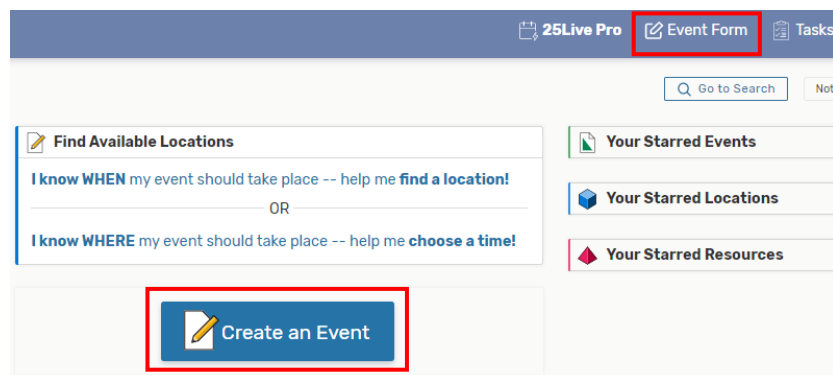 25Live Pro Event Form Tasks
Go to Search Not
Find Available Locations
I know WHEN my event should take place -- help me find a location!
OR
I know WHERE my event should take place -- help me choose a time!
Your Starred Events
Your Starred Locations
Your Starred Resources
Create an Event